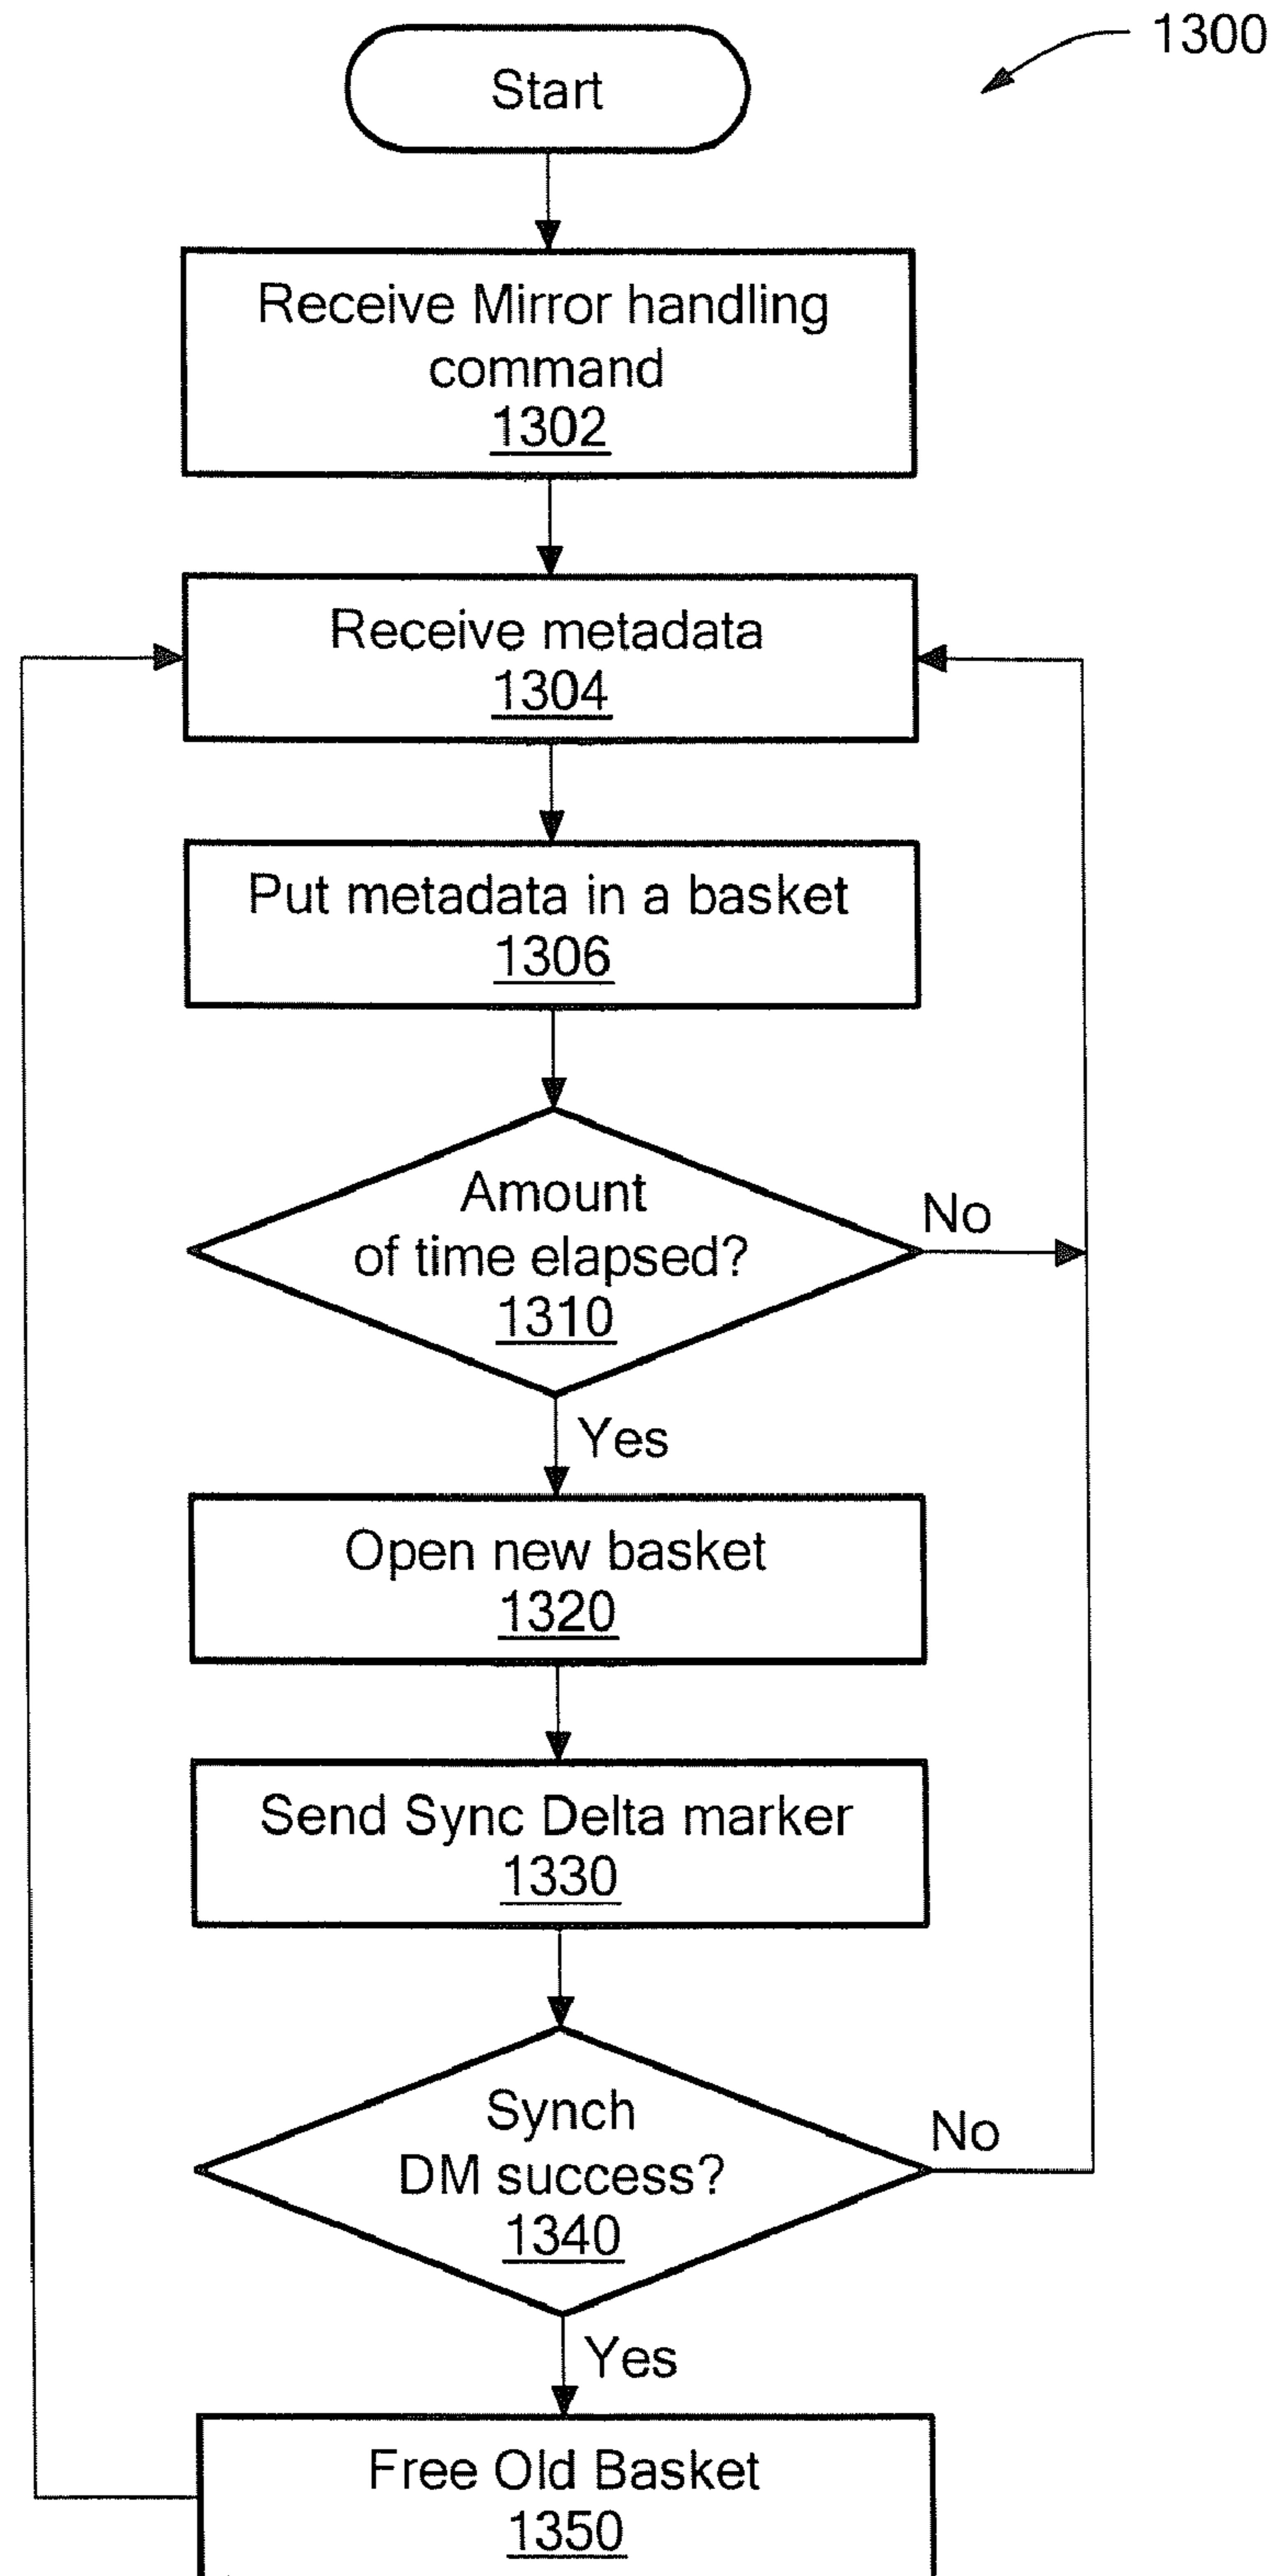 1300
Start
Receive Mirror handling
command
1302
Receive metadata
1304
Put metadata in a basket
1306
Amount
of time elapsed?
1310
No
Yes
Open new basket
1320
Send Sync Delta marker
1330
Synch
DM success?
1340
No
Yes
Free Old Basket
1350